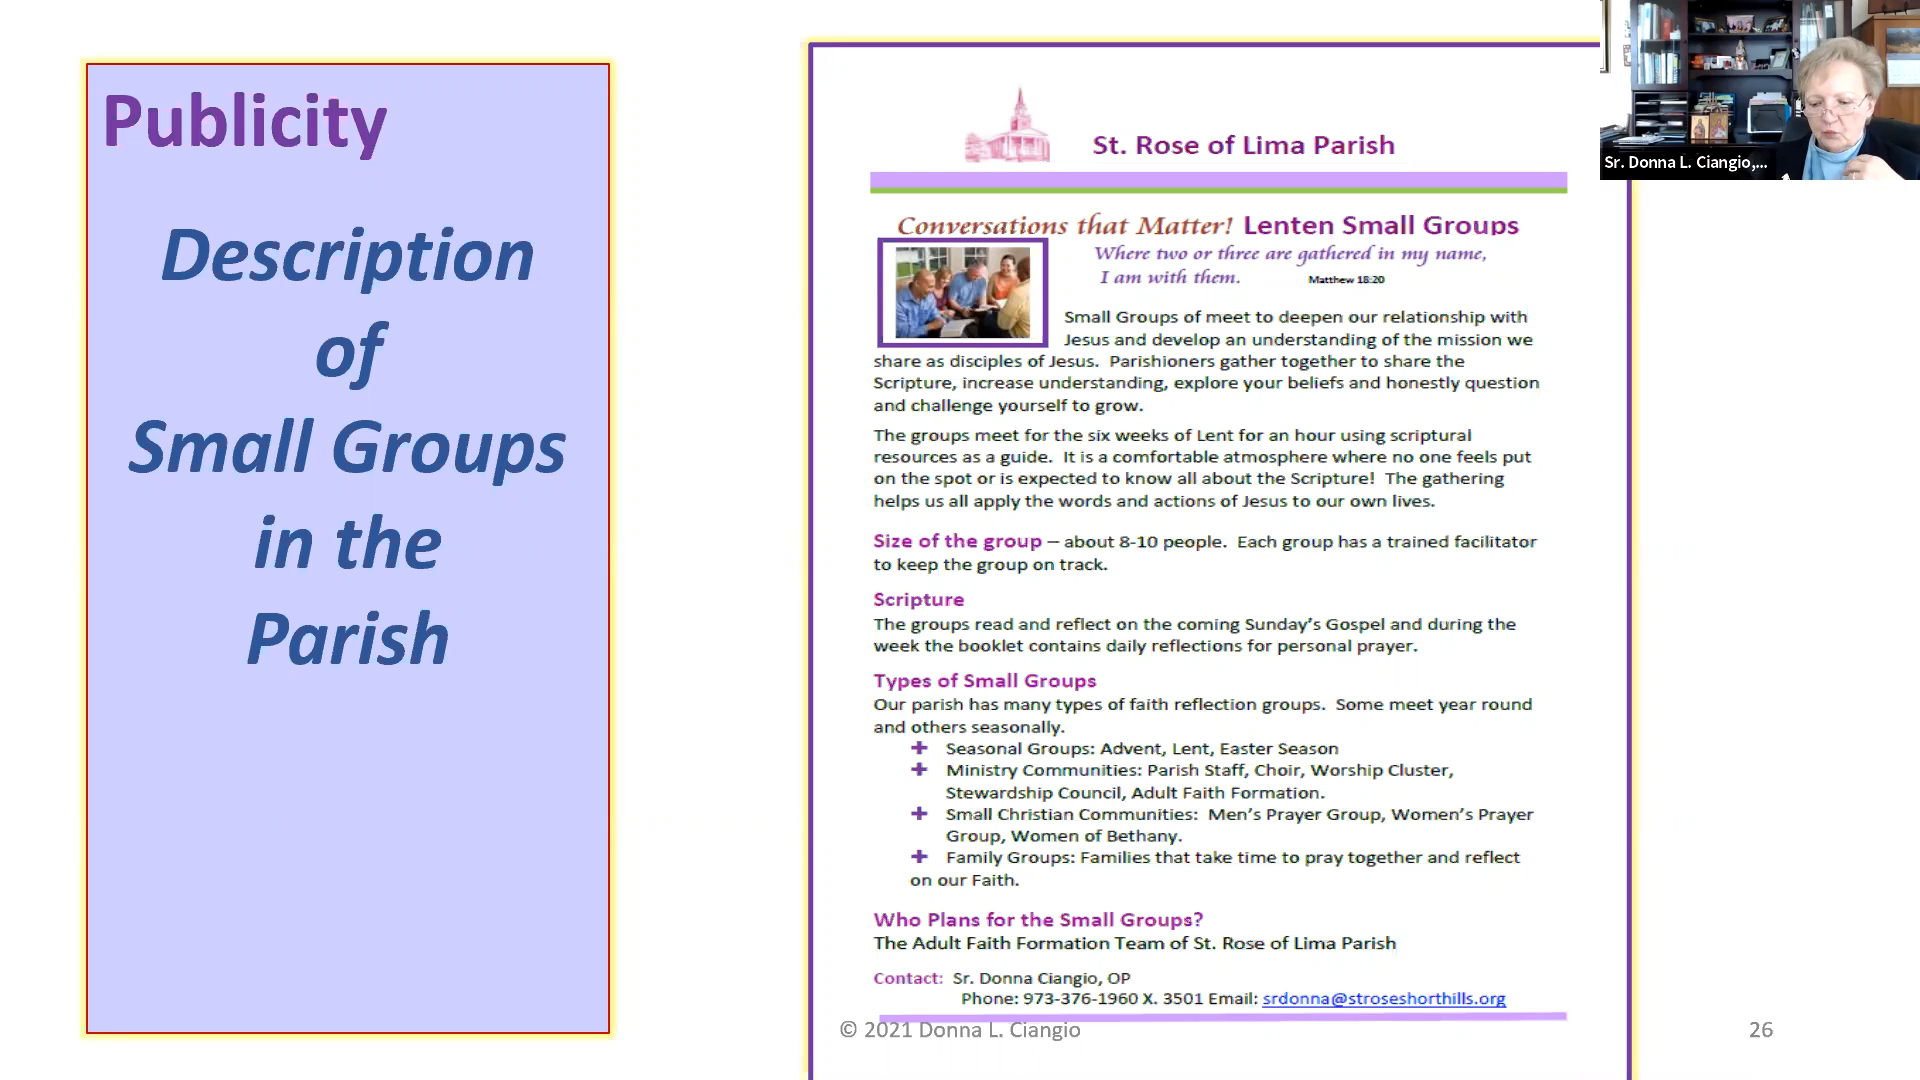 Publicity
Description
of
Small Groups
in the
Parish
St. Rose of Lima Parish
Conversations that Matter! Lenten Small Groups
Where two or three are gathered in my name,
I am with them. Matthew 18:20
Small Groups of meet to deepen our relationship with
Jesus and develop an understanding of the mission we
share as disciples of Jesus. Parishioners gather together to share the
Scripture, increase understanding, explore your beliefs and honestly question
and challenge yourself to grow.
The groups meet for the six weeks of Lent for an hour using scriptural
resources as a guide. It is a comfortable atmosphere where no one feels put
on the spot or is expected to know all about the Scripture! The gathering
helps us all apply the words and actions of Jesus to our own lives.
Size of the group – about 8-10 people. Each group has a trained facilitator
to keep the group on track.
Scripture
The groups read and reflect on the coming Sunday's Gospel and during the
week the booklet contains daily reflections for personal prayer.
Types of Small Groups
Our parish has many types of faith reflection groups. Some meet year round
and others seasonally.
Seasonal Groups: Advent, Lent, Easter Season
Ministry Communities: Parish Staff, Choir, Worship Cluster,
Stewardship Council, Adult Faith Formation.
Small Christian Communities: Men's Prayer Group, Women's Prayer
Group, Women of Bethany.
Family Groups: Families that take time to pray together and reflect
on our Faith.
Who Plans for the Small Groups?
The Adult Faith Formation Team of St. Rose of Lima Parish
Contact: Sr. Donna Ciangio, OP
Phone: 973-376-1960 X. 3501 Email: srdonna@stroseshorthills.org
© 2021 Donna L. Ciangio
26
Sr. Donna L. Ciangio,...